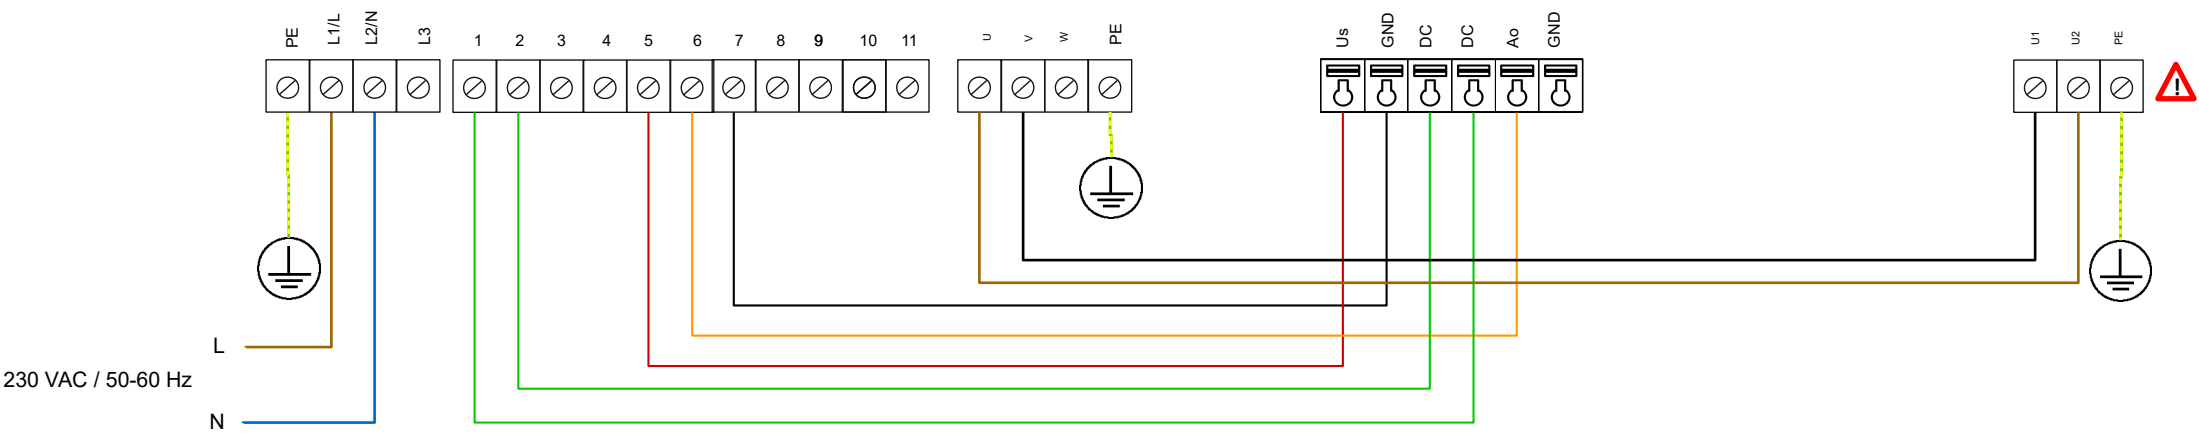 PE L1/L L2/N L3 1 2 3 4 5 6 7 8 9 10 11 U V W PE Us GND DC DC Ao GND U1 U2 PE
L
230 VAC / 50-60 Hz
N